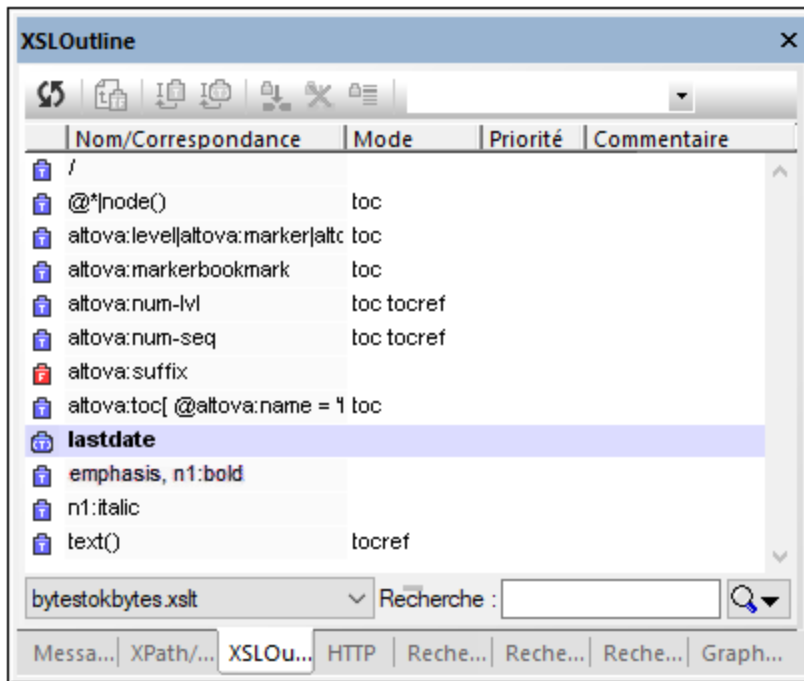 XSLOutline
Nom/Correspondance Mode Priorité Commentaire
/
@*|node() toc
altova:level|altova:marker|altc toc
altova:markerbookmark toc
altova:num-lvl toc tocref
altova:num-seq toc tocref
altova:suffix
altova:toc[ @altova:name = 'l toc
lastdate
emphasis, n1:bold
n1:italic
text() tocref
bytestokbytes.xslt Recherche :
Messa... XPath/... XSLOu... HTTP Reche... Reche... Reche... Graph...